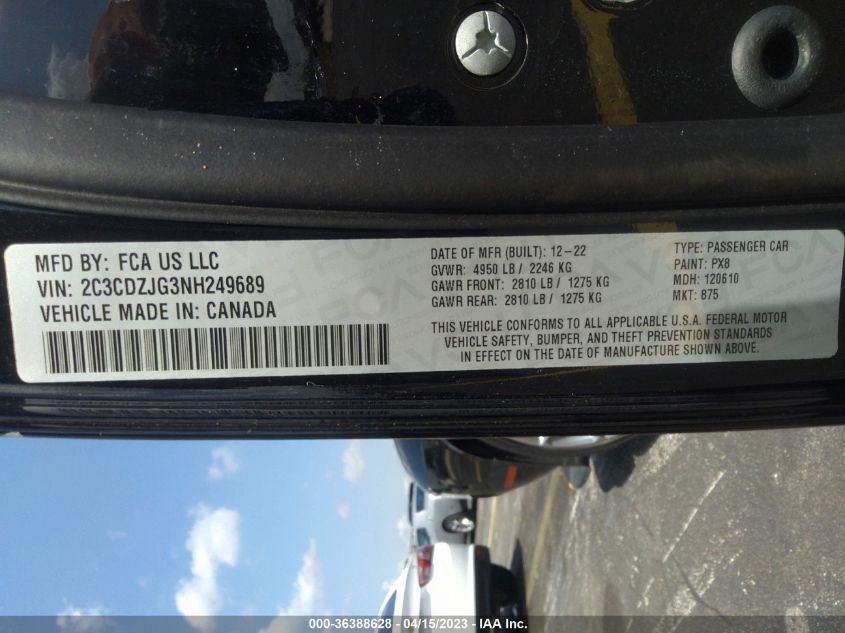 MFD BY: FCA US LLC
VIN: 2C3CDZJG3NH249689
VEHICLE MADE IN: CANADA
DATE OF MFR (BUILT): 12-22
GVWR: 4950 LB / 2246 KG
GAWR FRONT: 2810 LB / 1275 KG
GAWR REAR: 2810 LB / 1275 KG
TYPE: PASSENGER CAR
PAINT: PX8
MDH: 120610
MKT: 875
THIS VEHICLE CONFORMS TO ALL APPLICABLE U.S.A. FEDERAL MOTOR
VEHICLE SAFETY, BUMPER, AND THEFT PREVENTION STANDARDS
IN EFFECT ON THE DATE OF MANUFACTURE SHOWN ABOVE.
000-36388628 - 04/15/2023 - IAA Inc.